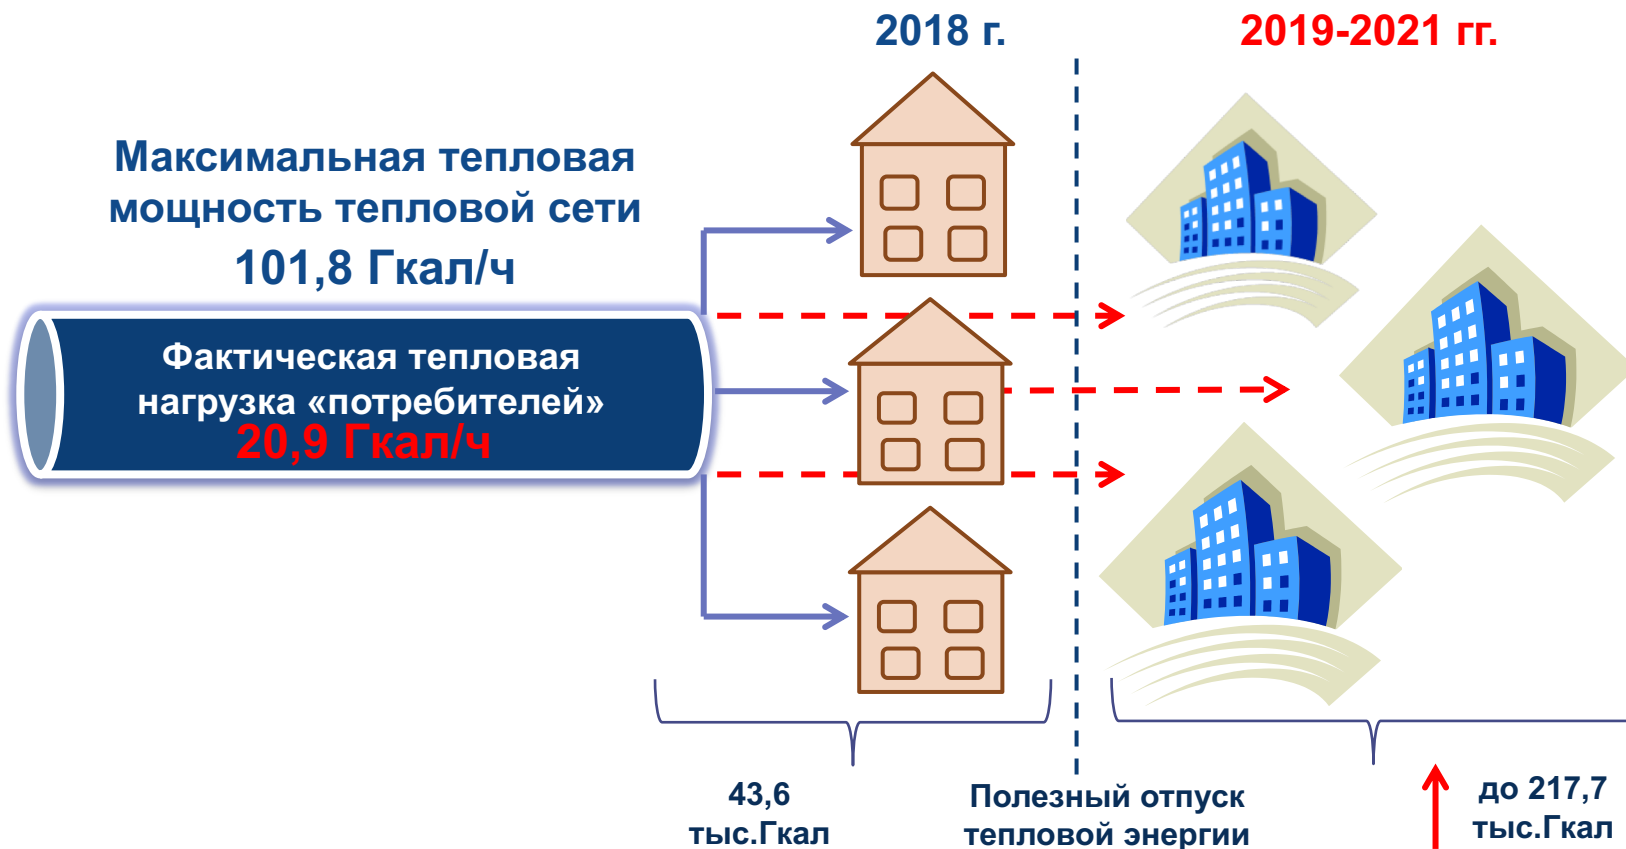 2018 г.
2019-2021 гг.
Максимальная тепловая
мощность тепловой сети
101,8 Гкал/ч
Фактическая тепловая
нагрузка «потребителей»
20,9 Гкал/ч
43,6
тыс.Гкал
Полезный отпуск
тепловой энергии
до 217,7
тыс.Гкал